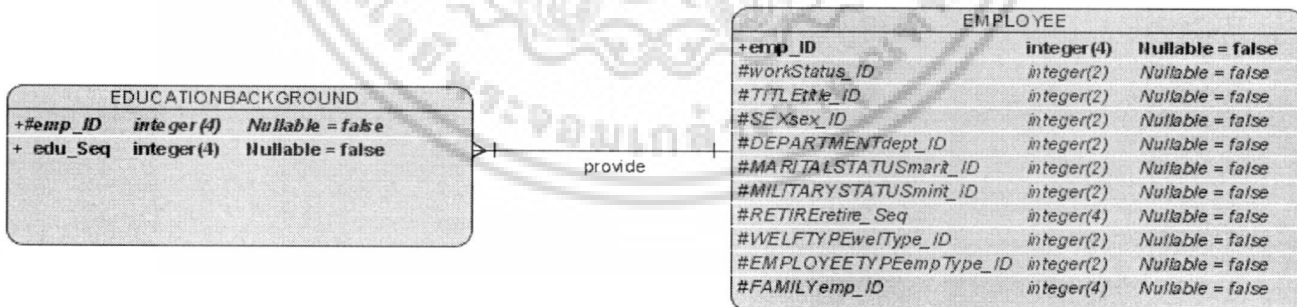 EDUCATIONBACKGROUND
+#emp_ID integer(4) Nullable = false
+ edu_Seq integer(4) Nullable = false
provide
EMPLOYEE
+emp_ID integer(4) Nullable = false
#workStatus_ID integer(2) Nullable = false
#TITLEtitle_ID integer(2) Nullable = false
#SEXsex_ID integer(2) Nullable = false
#DEPARTMENTdept_ID integer(2) Nullable = false
#MARITALSTATUSmarit_ID integer(2) Nullable = false
#MILITARYSTATUSmirit_ID integer(2) Nullable = false
#RETIREretire_Seq integer(4) Nullable = false
#WELFTYPEwelType_ID integer(2) Nullable = false
#EMPLOYEETYPEempType_ID integer(2) Nullable = false
#FAMILYemp_ID integer(4) Nullable = false